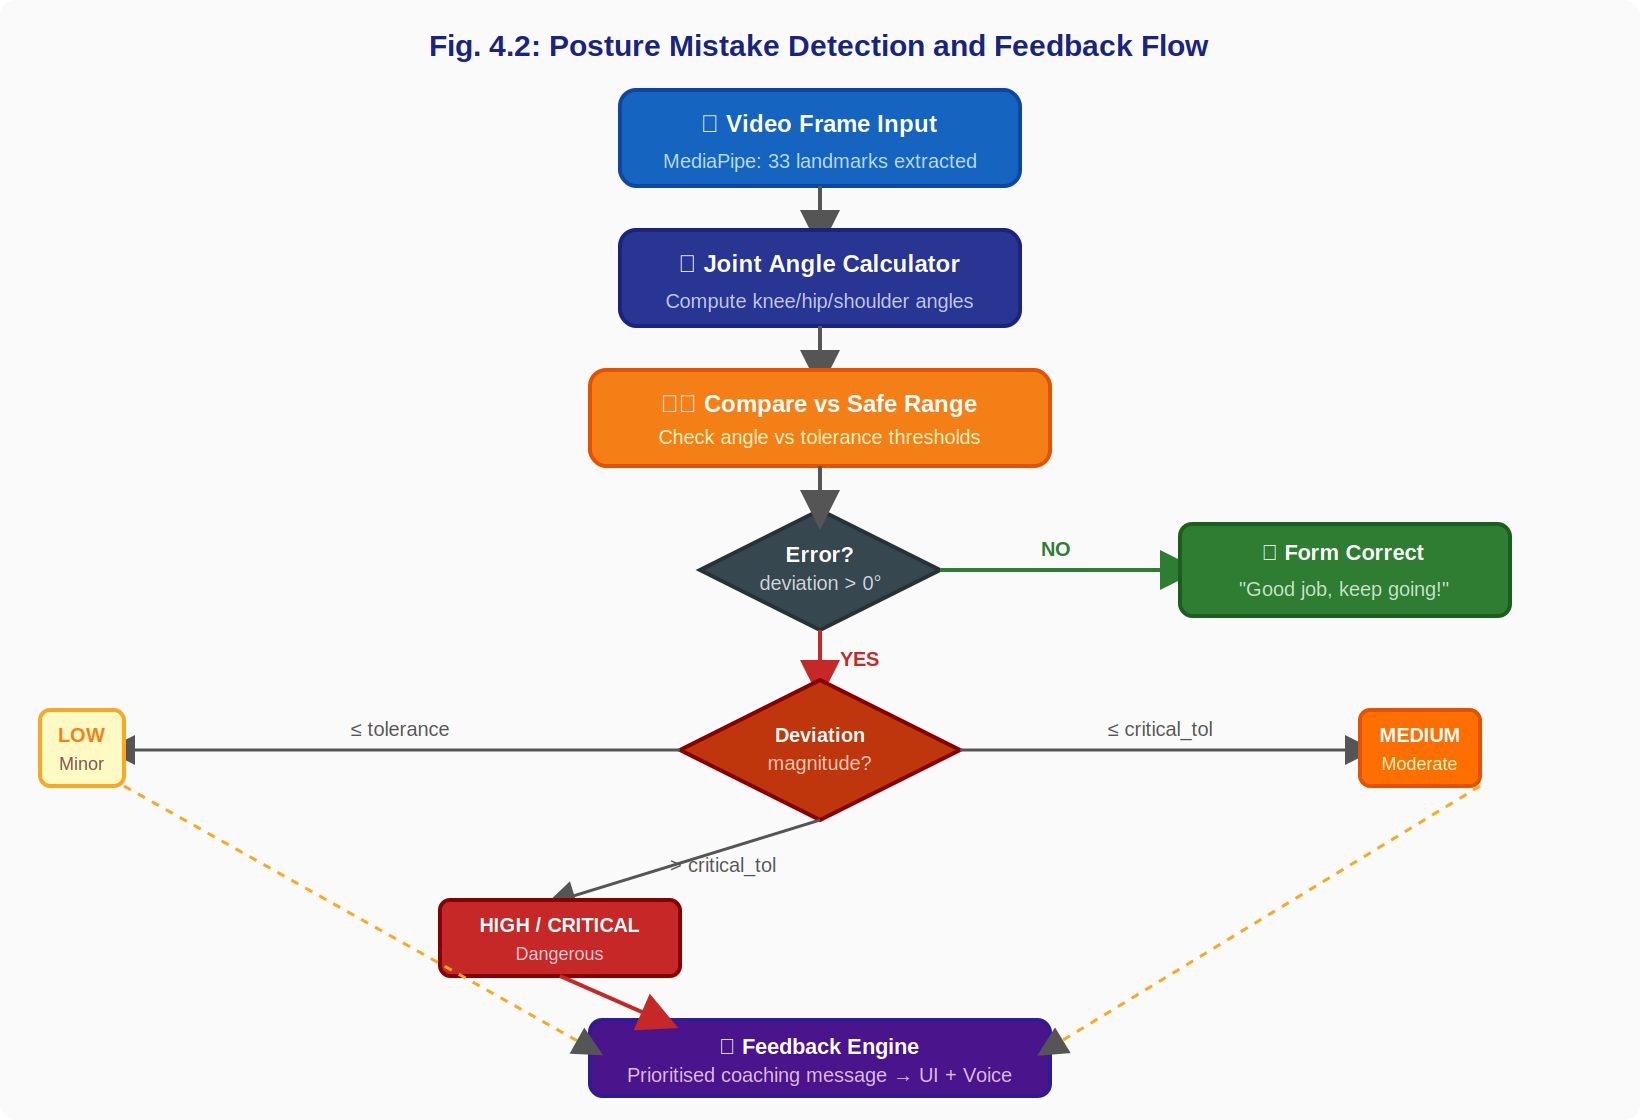 Fig. 4.2: Posture Mistake Detection and Feedback Flow
Video Frame Input
MediaPipe: 33 landmarks extracted
Joint Angle Calculator
Compute knee/hip/shoulder angles
Compare vs Safe Range
Check angle vs tolerance thresholds
Error?
deviation > 0°
NO
Form Correct
"Good job, keep going!"
YES
LOW
Minor
≤ tolerance
Deviation
magnitude?
≤ critical_tol
MEDIUM
Moderate
> critical_tol
HIGH / CRITICAL
Dangerous
Feedback Engine
Prioritised coaching message → UI + Voice